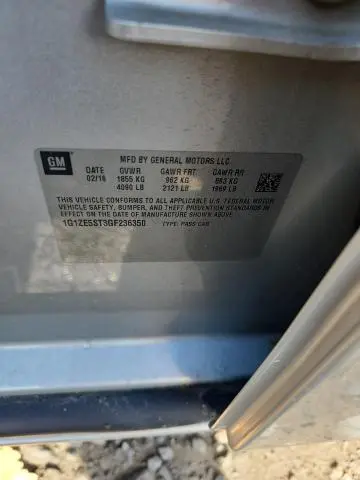 GM
MFD BY GENERAL MOTORS LLC
DATE GVWR GAWR FRT GAWR RR
02/16 1855 KG 962 KG 893 KG
4090 LB 2121 LB 1969 LB
THIS VEHICLE CONFORMS TO ALL APPLICABLE U.S. FEDERAL MOTOR
VEHICLE SAFETY, BUMPER, AND THEFT PREVENTION STANDARDS IN
EFFECT ON THE DATE OF MANUFACTURE SHOWN ABOVE.
1G1ZE5ST3GF236350 TYPE: PASS CAR